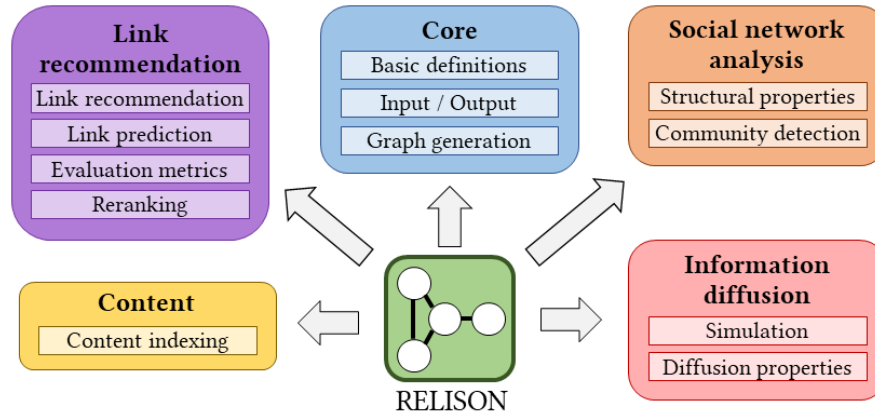 Link
recommendation
Link recommendation
Link prediction
Evaluation metrics
Reranking
Core
Basic definitions
Input / Output
Graph generation
Social network
analysis
Structural properties
Community detection
Content
Content indexing
RELISON
Information
diffusion
Simulation
Diffusion properties